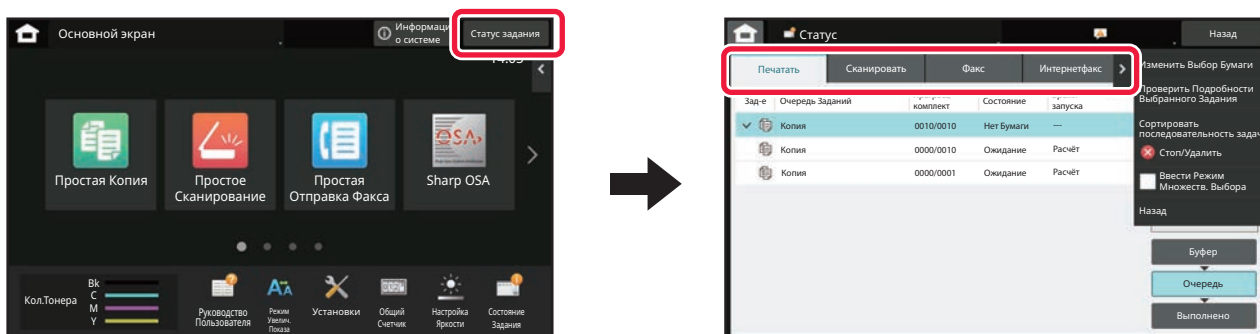 Основной экран
Информаци
о системе
Статус задания
Простая Копия
Простое
Сканирование
Простая
Отправка Факса
OSA
Sharp OSA
Кол.Тонера
Bk
C
M
Y
Руководство
Пользователя
Режим
Увелич.
Показа
Установки
Общий
Счетчик
Настройка
Яркости
Состояние
Задания
Статус
Назад
Печатать
Сканировать
Факс
Интернетфакс
Зад-е
Очередь Заданий
комплект
Состояние
запуска
Копия
0010/0010
Нет Бумаги
—
Копия
0000/0010
Ожидание
Расчёт
Копия
0000/0001
Ожидание
Расчёт
Изменить Выбор Бумаги
Проверить Подробности
Выбранного Задания
Сортировать
последовательность задач
Стоп/Удалить
Ввести Режим
Множеств. Выбора
Назад
Буфер
Очередь
Выполнено